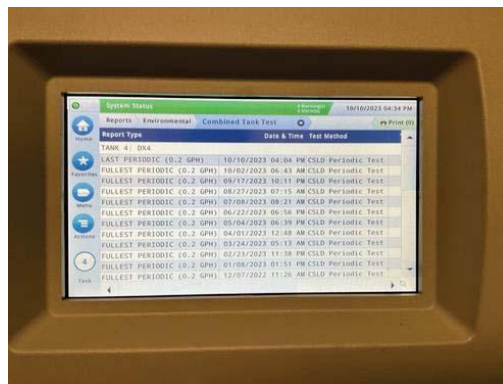 System Status
10/10/2023 04:34 PM
Home
Reports Environmental Combined Tank Test Print (0)
Report Type Date & Time Test Method
TANK 4: DX4
LAST PERIODIC (0.2 GPH) 10/10/2023 04:04 PM CSLD Periodic Test
FULLEST PERIODIC (0.2 GPH) 10/02/2023 06:43 AM CSLD Periodic Test
FULLEST PERIODIC (0.2 GPH) 09/17/2023 10:11 PM CSLD Periodic Test
FULLEST PERIODIC (0.2 GPH) 08/27/2023 07:15 AM CSLD Periodic Test
FULLEST PERIODIC (0.2 GPH) 07/08/2023 08:21 AM CSLD Periodic Test
FULLEST PERIODIC (0.2 GPH) 06/22/2023 06:56 PM CSLD Periodic Test
FULLEST PERIODIC (0.2 GPH) 05/04/2023 06:39 PM CSLD Periodic Test
FULLEST PERIODIC (0.2 GPH) 04/01/2023 12:48 AM CSLD Periodic Test
FULLEST PERIODIC (0.2 GPH) 03/24/2023 05:13 AM CSLD Periodic Test
FULLEST PERIODIC (0.2 GPH) 02/23/2023 11:38 PM CSLD Periodic Test
FULLEST PERIODIC (0.2 GPH) 01/08/2023 01:51 PM CSLD Periodic Test
FULLEST PERIODIC (0.2 GPH) 12/07/2022 11:26 AM CSLD Periodic Test
Favorites
Menu
Actions
4
Tank